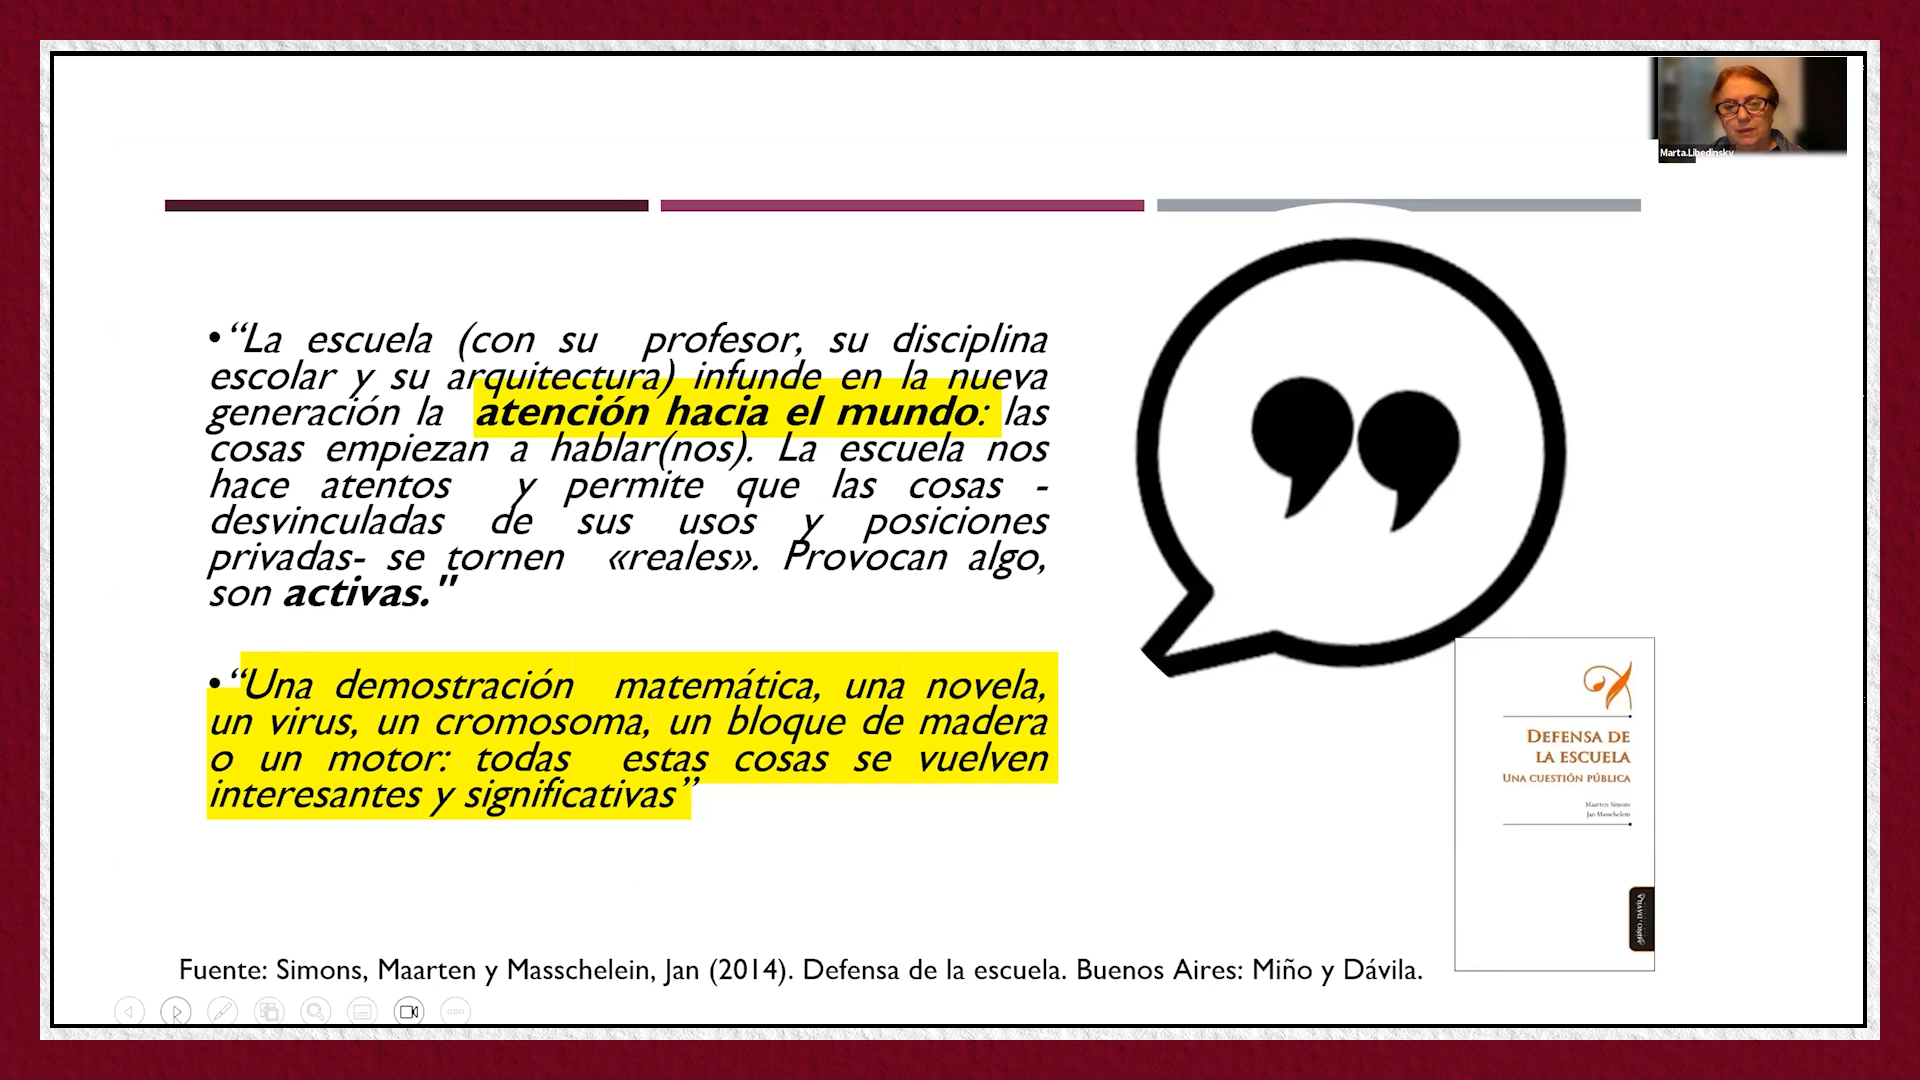 Marta.Libedinsky
•“La escuela (con su profesor, su disciplina
escolar y su arquitectura) infunde en la nueva
generación la atención hacia el mundo: las
cosas empiezan a hablar(nos). La escuela nos
hace atentos y permite que las cosas -
desvinculadas de sus usos y posiciones
privadas- se tornen «reales». Provocan algo,
son activas."
•“Una demostración matemática, una novela,
un virus, un cromosoma, un bloque de madera
o un motor: todas estas cosas se vuelven
interesantes y significativas”
DEFENSA DE
LA ESCUELA
UNA CUESTIÓN PÚBLICA
Maarten Simons
Jan Masschelein
MIÑO y DÁVILA
Fuente: Simons, Maarten y Masschelein, Jan (2014). Defensa de la escuela. Buenos Aires: Miño y Dávila.